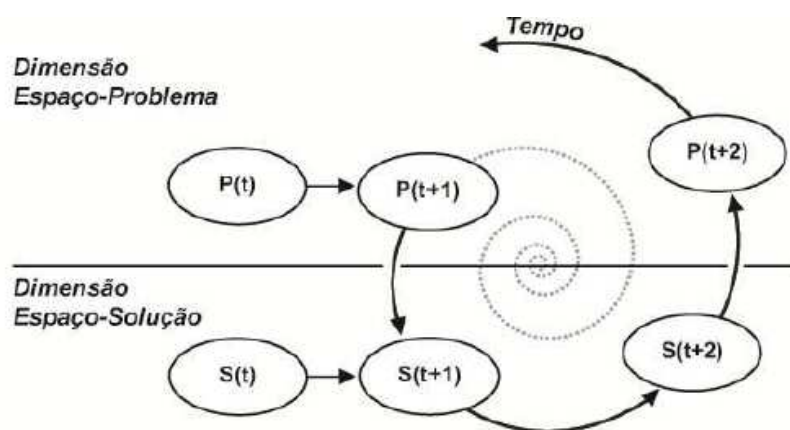 Tempo
Dimensão
Espaço-Problema
P(t)
P(t+1)
P(t+2)
Dimensão
Espaço-Solução
S(t)
S(t+1)
S(t+2)